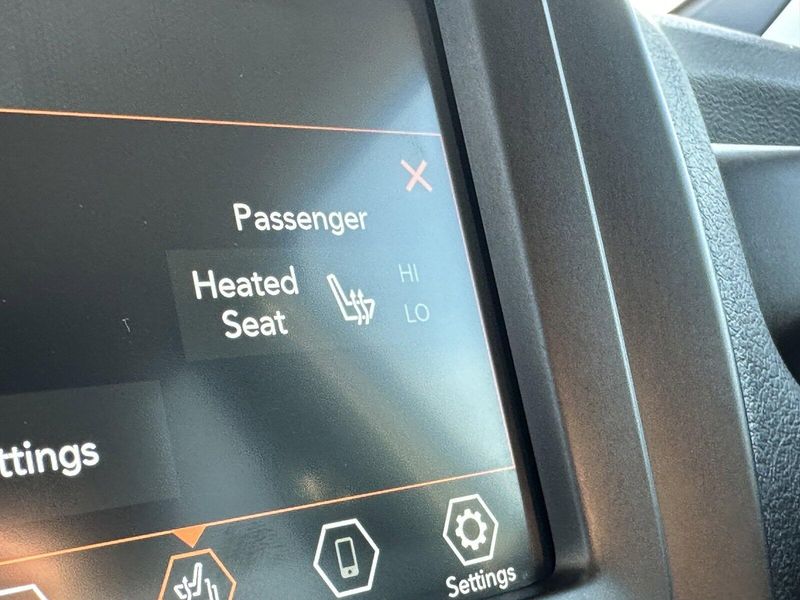 Passenger
Heated
Seat
HI
LO
ttings
Settings